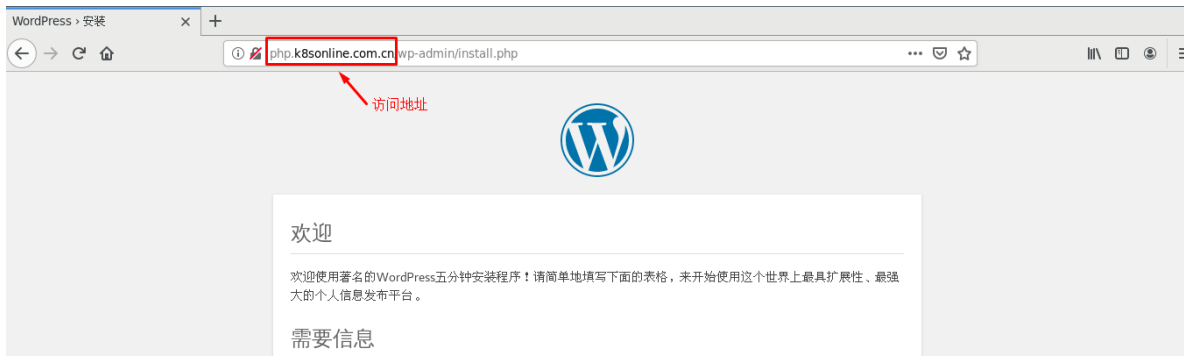 WordPress › 安装
php.k8sonline.com.cn/wp-admin/install.php
访问地址
欢迎
欢迎使用著名的WordPress五分钟安装程序！请简单地填写下面的表格，来开始使用这个世界上最具扩展性、最强
大的个人信息发布平台。
需要信息